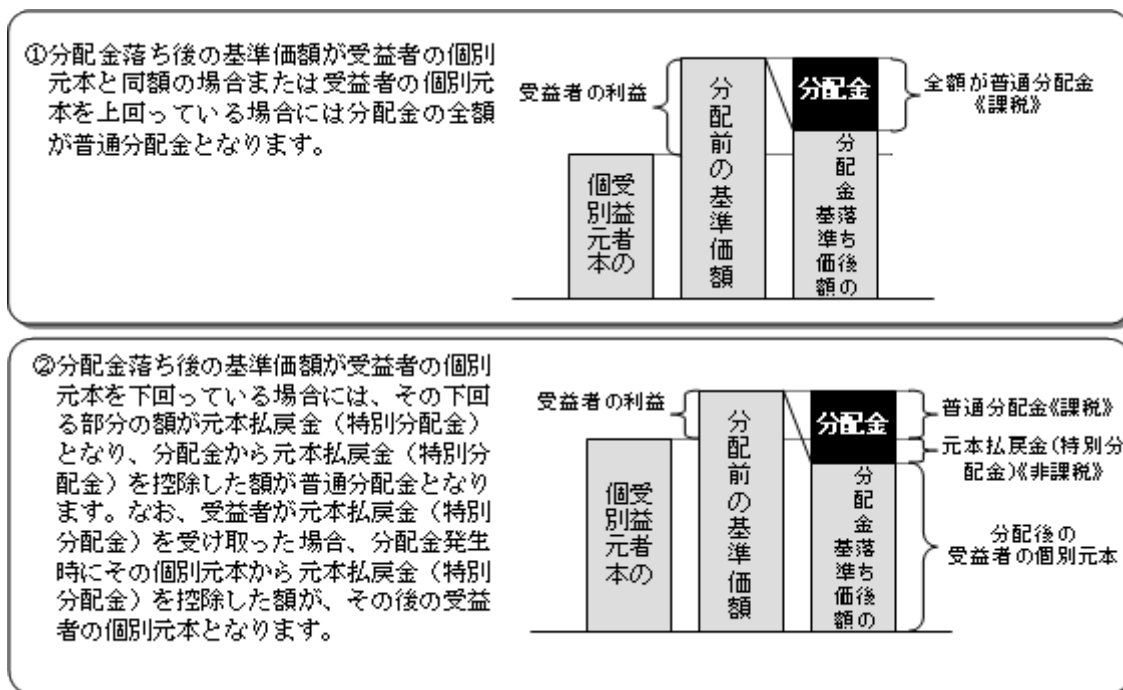 ①分配金落ち後の基準価額が受益者の個別
元本と同額の場合または受益者の個別元
本を上回っている場合には分配金の全額
が普通分配金となります。
受益者の利益
受益者の
個別元本
分配前の基準価額
分配金
分配金落ち後の
基準価額
全額が普通分配金
《課税》
②分配金落ち後の基準価額が受益者の個別
元本を下回っている場合には、その下回
る部分の額が元本払戻金（特別分配金）
となり、分配金から元本払戻金（特別分
配金）を控除した額が普通分配金となり
ます。なお、受益者が元本払戻金（特別
分配金）を受け取った場合、分配金発生
時にその個別元本から元本払戻金（特別
分配金）を控除した額が、その後の受益
者の個別元本となります。
受益者の利益
受益者の
個別元本
分配前の基準価額
分配金
分配金落ち後の
基準価額
普通分配金《課税》
元本払戻金(特別分
配金)《非課税》
分配後の
受益者の個別元本